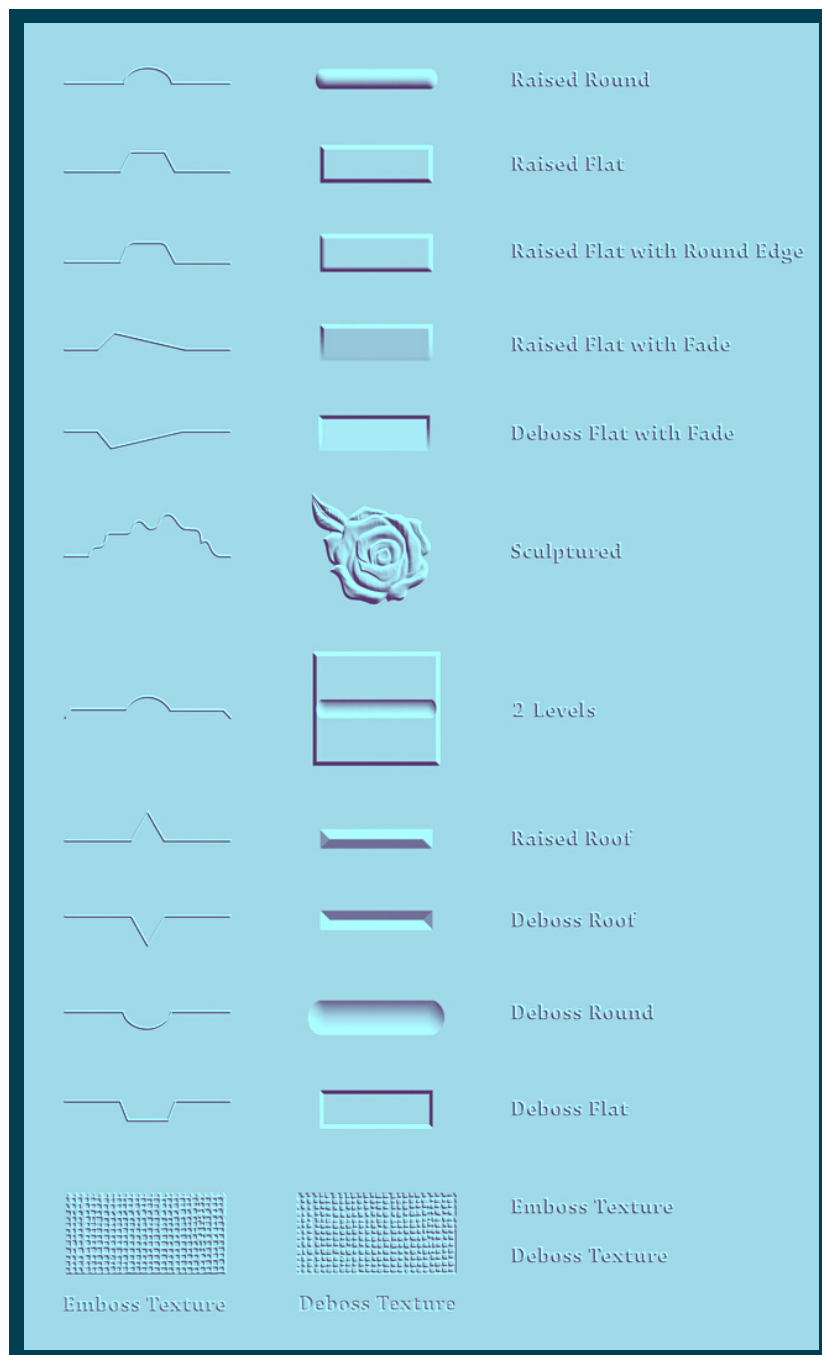 Raised Round
Raised Flat
Raised Flat with Round Edge
Raised Flat with Fade
Deboss Flat with Fade
Sculptured
2 Levels
Raised Roof
Deboss Roof
Deboss Round
Deboss Flat
Emboss Texture
Deboss Texture
Emboss Texture
Deboss Texture